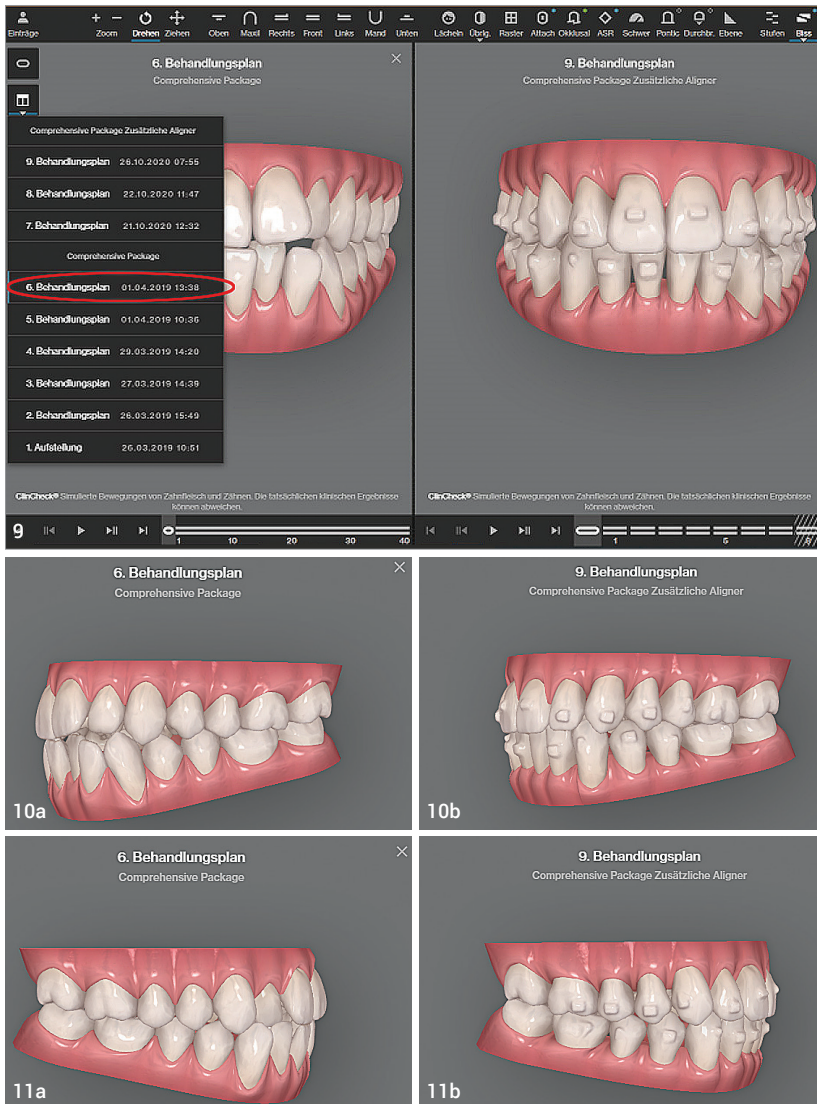 Einträge
+ − Zoom
Drehen
Ziehen
Oben
Maxil
Rechts
Front
Links
Mand
Unten
Lächeln
Übrig.
Raster
Attach
Okklusal
ASR
Schwer
Pontic
Durchbr.
Ebene
Stufen
Biss
6. Behandlungsplan
Comprehensive Package
9. Behandlungsplan
Comprehensive Package Zusätzliche Aligner
Comprehensive Package Zusätzliche Aligner
9. Behandlungsplan 26.10.2020 07:55
8. Behandlungsplan 22.10.2020 11:47
7. Behandlungsplan 21.10.2020 12:32
Comprehensive Package
6. Behandlungsplan 01.04.2019 13:38
5. Behandlungsplan 01.04.2019 10:36
4. Behandlungsplan 29.03.2019 14:20
3. Behandlungsplan 27.03.2019 14:39
2. Behandlungsplan 26.03.2019 15:49
1. Aufstellung 26.03.2019 10:51
ClinCheck® Simulierte Bewegungen von Zahnfleisch und Zähnen. Die tatsächlichen klinischen Ergebnisse
können abweichen.
ClinCheck® Simulierte Bewegungen von Zahnfleisch und Zähnen. Die tatsächlichen klinischen Ergebnisse
können abweichen.
9
1 10 20 30 40
1 5
6. Behandlungsplan
Comprehensive Package
10a
9. Behandlungsplan
Comprehensive Package Zusätzliche Aligner
10b
6. Behandlungsplan
Comprehensive Package
11a
9. Behandlungsplan
Comprehensive Package Zusätzliche Aligner
11b